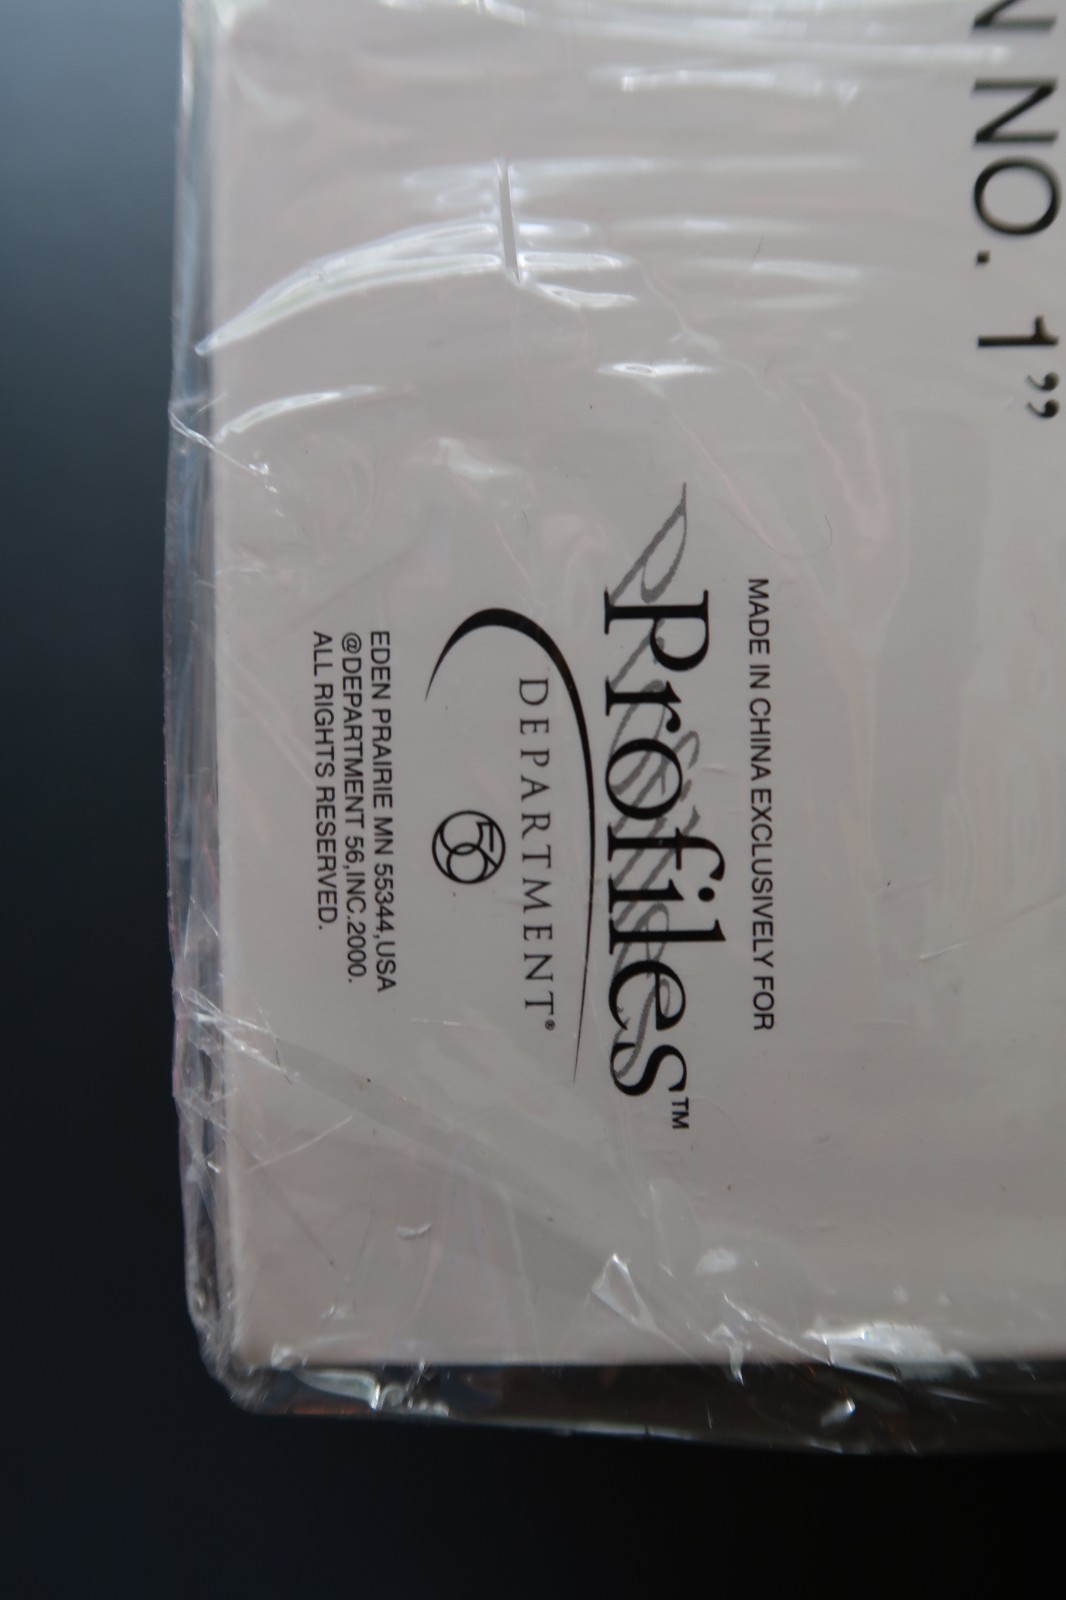 N NO. 1”
MADE IN CHINA EXCLUSIVELY FOR
Profiles™
DEPARTMENT®
56
EDEN PRAIRIE MN 55344,USA
@DEPARTMENT 56,INC.2000.
ALL RIGHTS RESERVED.